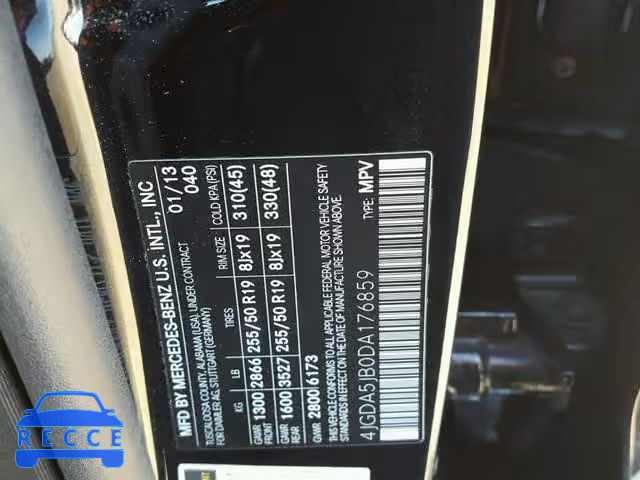 MFD BY MERCEDES-BENZ U.S. INTL., INC
TUSCALOOSA COUNTY, ALABAMA (USA), UNDER CONTRACT 01/13
FOR DAIMLER AG, STUTTGART (GERMANY) 040
KG LB TIRES RIM SIZE COLD KPA(PSI)
GAWR FRONT 1300 2866 255/50 R19 8Jx19 310(45)
GAWR REAR 1600 3527 255/50 R19 8Jx19 330(48)
GVWR 2800 6173 THIS VEHICLE CONFORMS TO ALL APPLICABLE FEDERAL MOTOR VEHICLE SAFETY
STANDARDS IN EFFECT ON THE DATE OF MANUFACTURE SHOWN ABOVE.
4JGDA5JB0DA176859 TYPE: MPV
RECCE